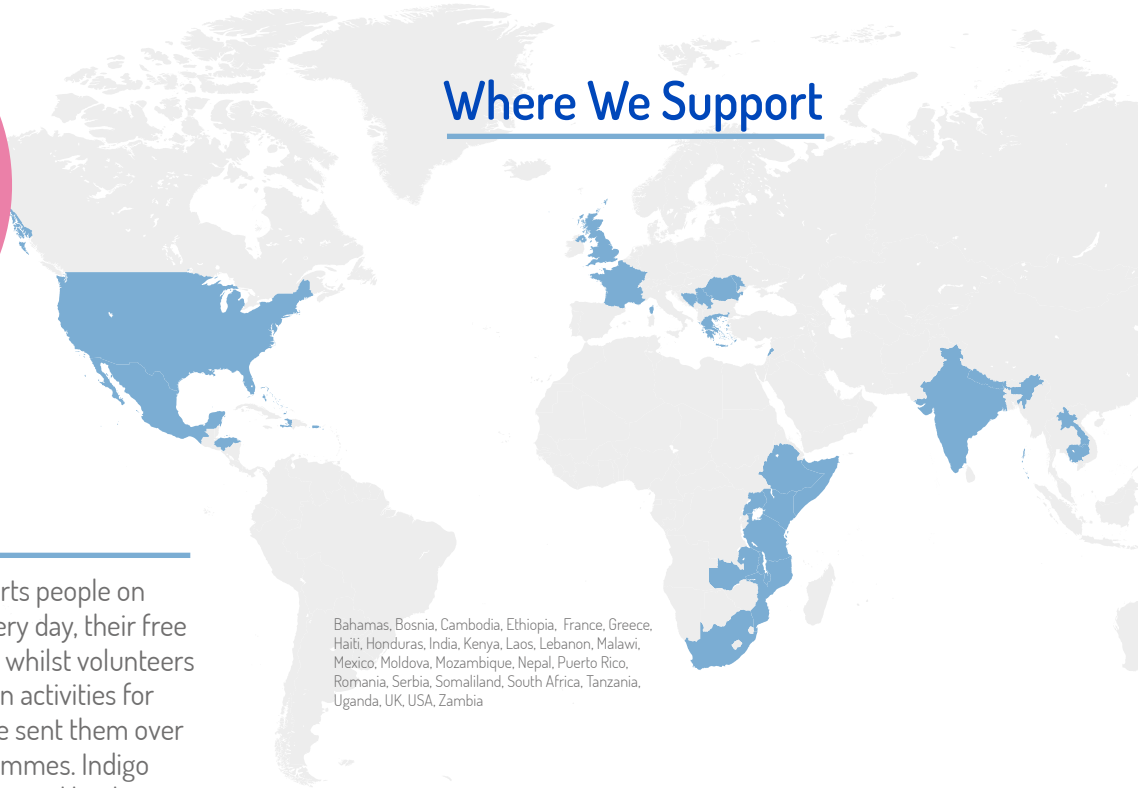 Where We Support
rts people on
ery day, their free
whilst volunteers
n activities for
e sent them over
mmes. Indigo
Bahamas, Bosnia, Cambodia, Ethiopia, France, Greece,
Haiti, Honduras, India, Kenya, Laos, Lebanon, Malawi,
Mexico, Moldova, Mozambique, Nepal, Puerto Rico,
Romania, Serbia, Somaliland, South Africa, Tanzania,
Uganda, UK, USA, Zambia